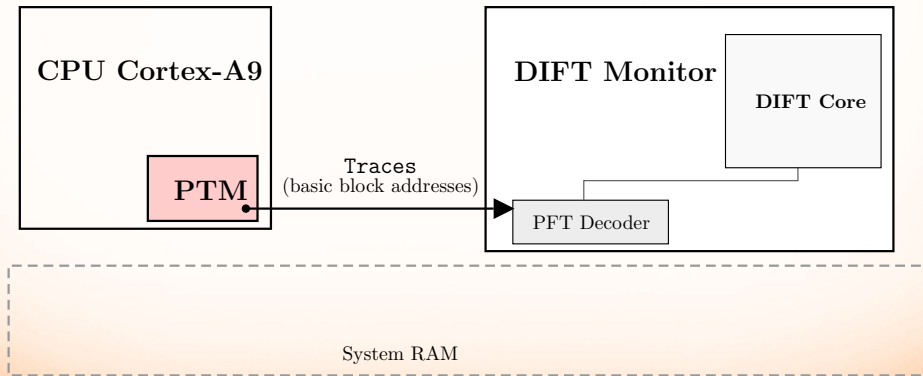 CPU Cortex-A9
DIFT Monitor
DIFT Core
PTM
Traces
(basic block addresses)
PFT Decoder
System RAM